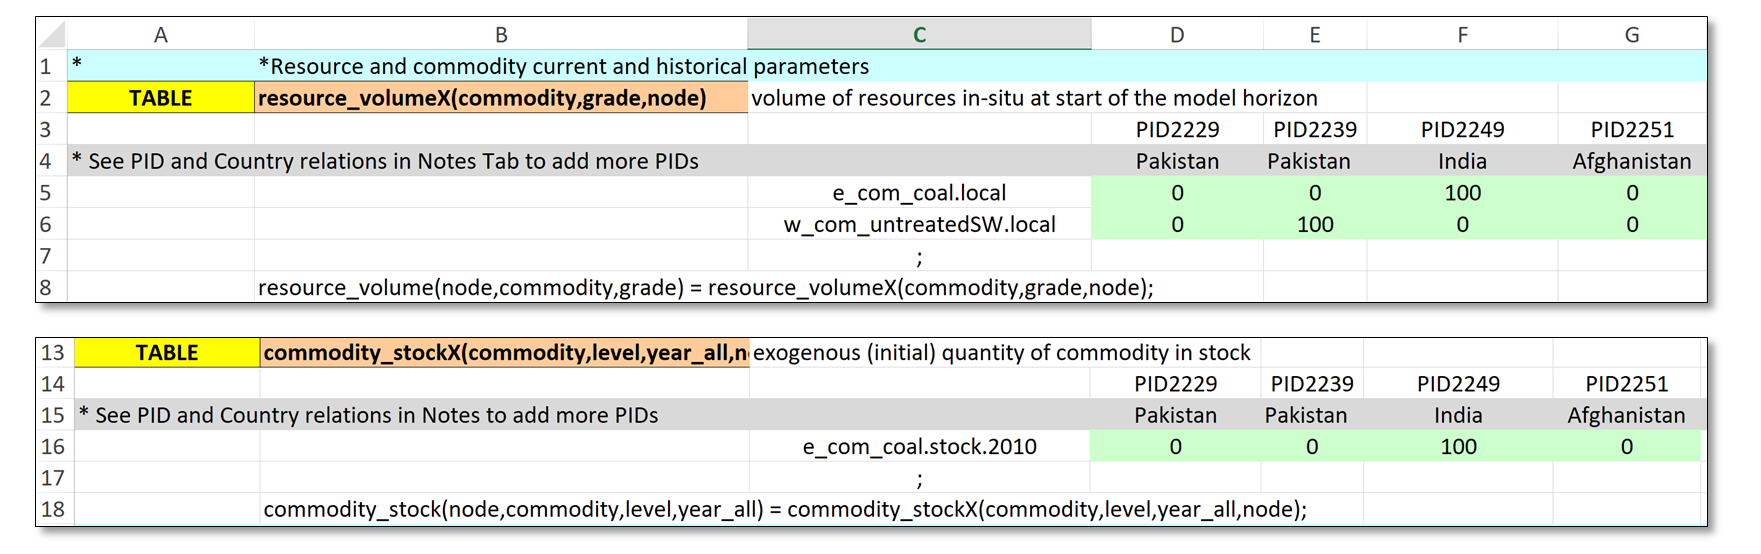 A B C D E F G
1 * *Resource and commodity current and historical parameters
2 TABLE resource_volumeX(commodity,grade,node) volume of resources in-situ at start of the model horizon
3 PID2229 PID2239 PID2249 PID2251
4 * See PID and Country relations in Notes Tab to add more PIDs Pakistan Pakistan India Afghanistan
5 e_com_coal.local 0 0 100 0
6 w_com_untreatedSW.local 0 100 0 0
7 ;
8 resource_volume(node,commodity,grade) = resource_volumeX(commodity,grade,node);
13 TABLE commodity_stockX(commodity,level,year_all,n exogenous (initial) quantity of commodity in stock
14 PID2229 PID2239 PID2249 PID2251
15 * See PID and Country relations in Notes to add more PIDs Pakistan Pakistan India Afghanistan
16 e_com_coal.stock.2010 0 0 100 0
17 ;
18 commodity_stock(node,commodity,level,year_all) = commodity_stockX(commodity,level,year_all,node);